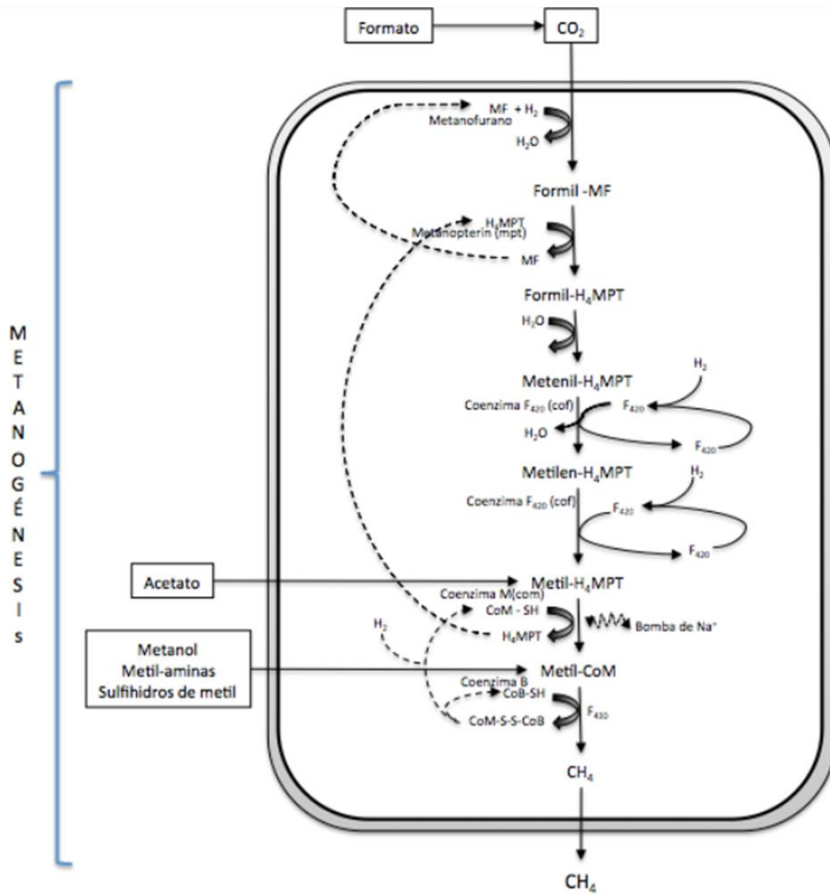 Formato
CO₂
METANOGÉNESIs
MF + H₂
Metanofurano
H₂O
Formil -MF
H₄MPT
Metanopterin (mpt)
MF
Formil-H₄MPT
H₂O
Metenil-H₄MPT
H₂
Coenzima F₄₂₀ (cof)
F₄₂₀
H₂O
F₄₂₀
Metilen-H₄MPT
H₂
Coenzima F₄₂₀ (cof)
F₄₂₀
F₄₂₀
Acetato
Metil-H₄MPT
Coenzima M(com)
CoM - SH
H₂
H₄MPT
Bomba de Na⁺
Metanol
Metil-aminas
Sulfihidros de metil
Metil-CoM
Coenzima B
CoB-SH
CoM-S-S-CoB
CH₄
CH₄